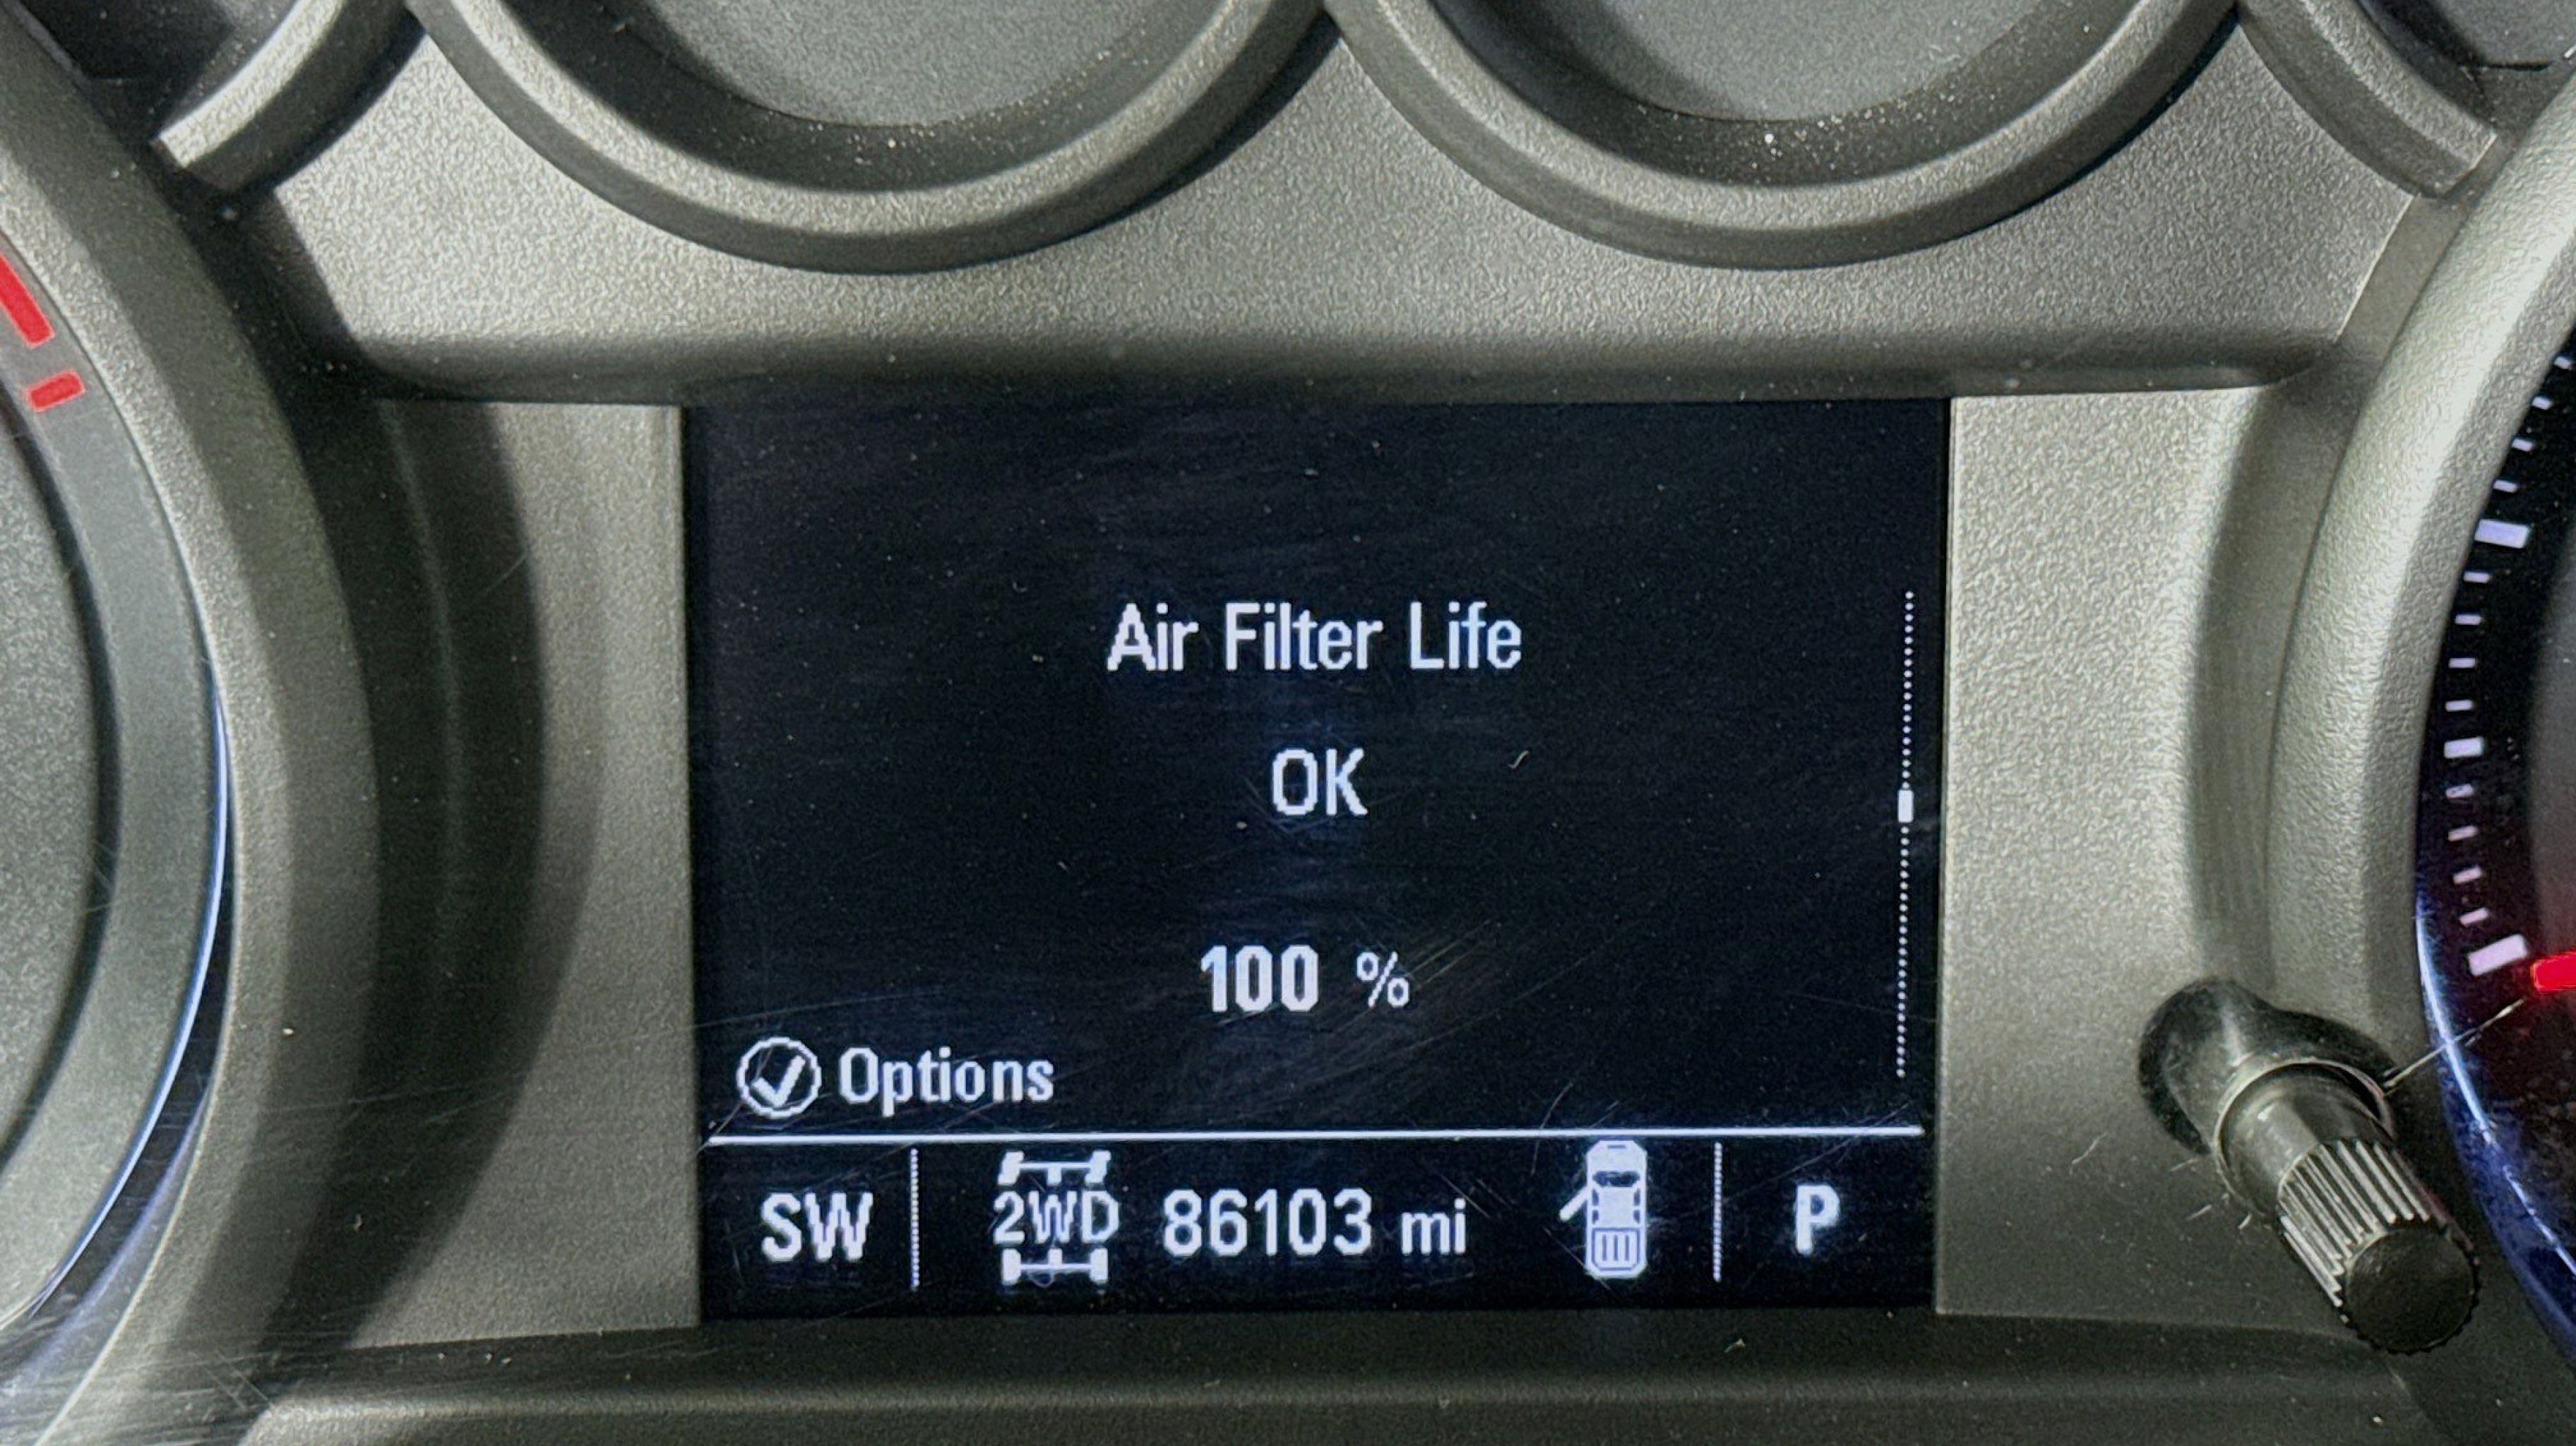 Air Filter Life
OK
100 %
Options
SW 2WD 86103 mi P